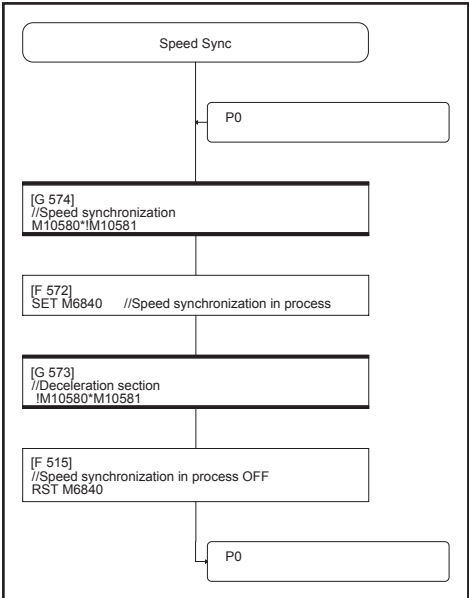 Speed Sync
P0
[G 574]
//Speed synchronization
M10580*!M10581
[F 572]
SET M6840 //Speed synchronization in process
[G 573]
//Deceleration section
!M10580*M10581
[F 515]
//Speed synchronization in process OFF
RST M6840
P0